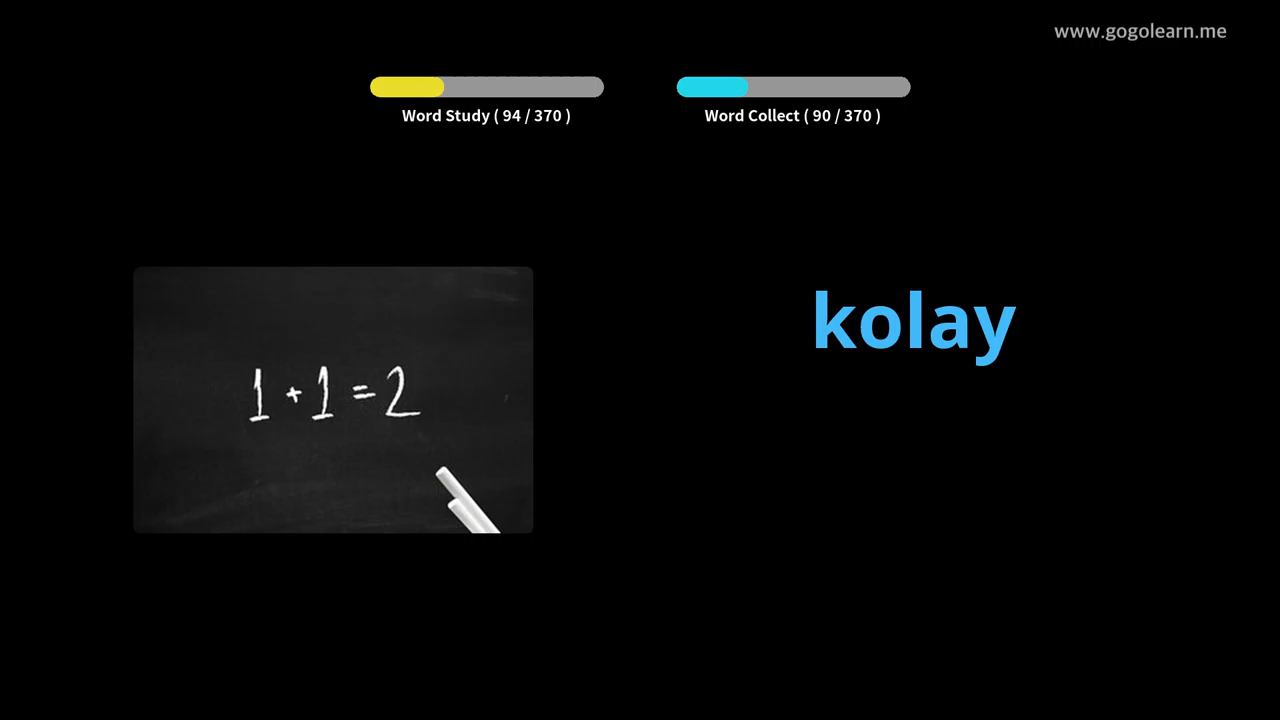 www.gogolearn.me
Word Study ( 94 / 370 )
Word Collect ( 90 / 370 )
kolay
1 + 1 = 2